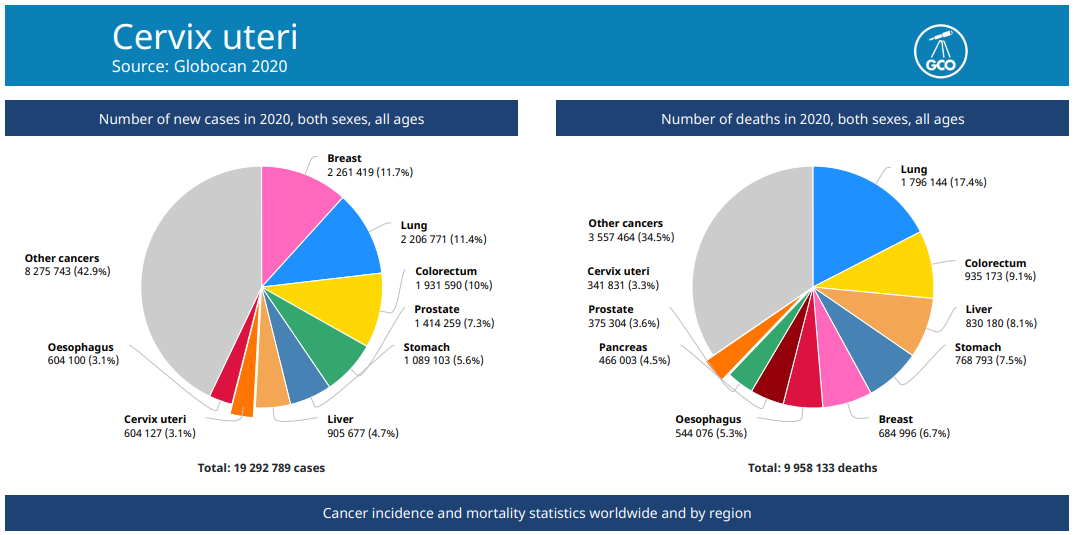 Cervix uteri
Source: Globocan 2020
GCO
Number of new cases in 2020, both sexes, all ages
Breast
2 261 419 (11.7%)
Lung
2 206 771 (11.4%)
Colorectum
1 931 590 (10%)
Prostate
1 414 259 (7.3%)
Stomach
1 089 103 (5.6%)
Liver
905 677 (4.7%)
Cervix uteri
604 127 (3.1%)
Oesophagus
604 100 (3.1%)
Other cancers
8 275 743 (42.9%)
Total: 19 292 789 cases
Number of deaths in 2020, both sexes, all ages
Lung
1 796 144 (17.4%)
Colorectum
935 173 (9.1%)
Liver
830 180 (8.1%)
Stomach
768 793 (7.5%)
Breast
684 996 (6.7%)
Oesophagus
544 076 (5.3%)
Pancreas
466 003 (4.5%)
Prostate
375 304 (3.6%)
Cervix uteri
341 831 (3.3%)
Other cancers
3 557 464 (34.5%)
Total: 9 958 133 deaths
Cancer incidence and mortality statistics worldwide and by region